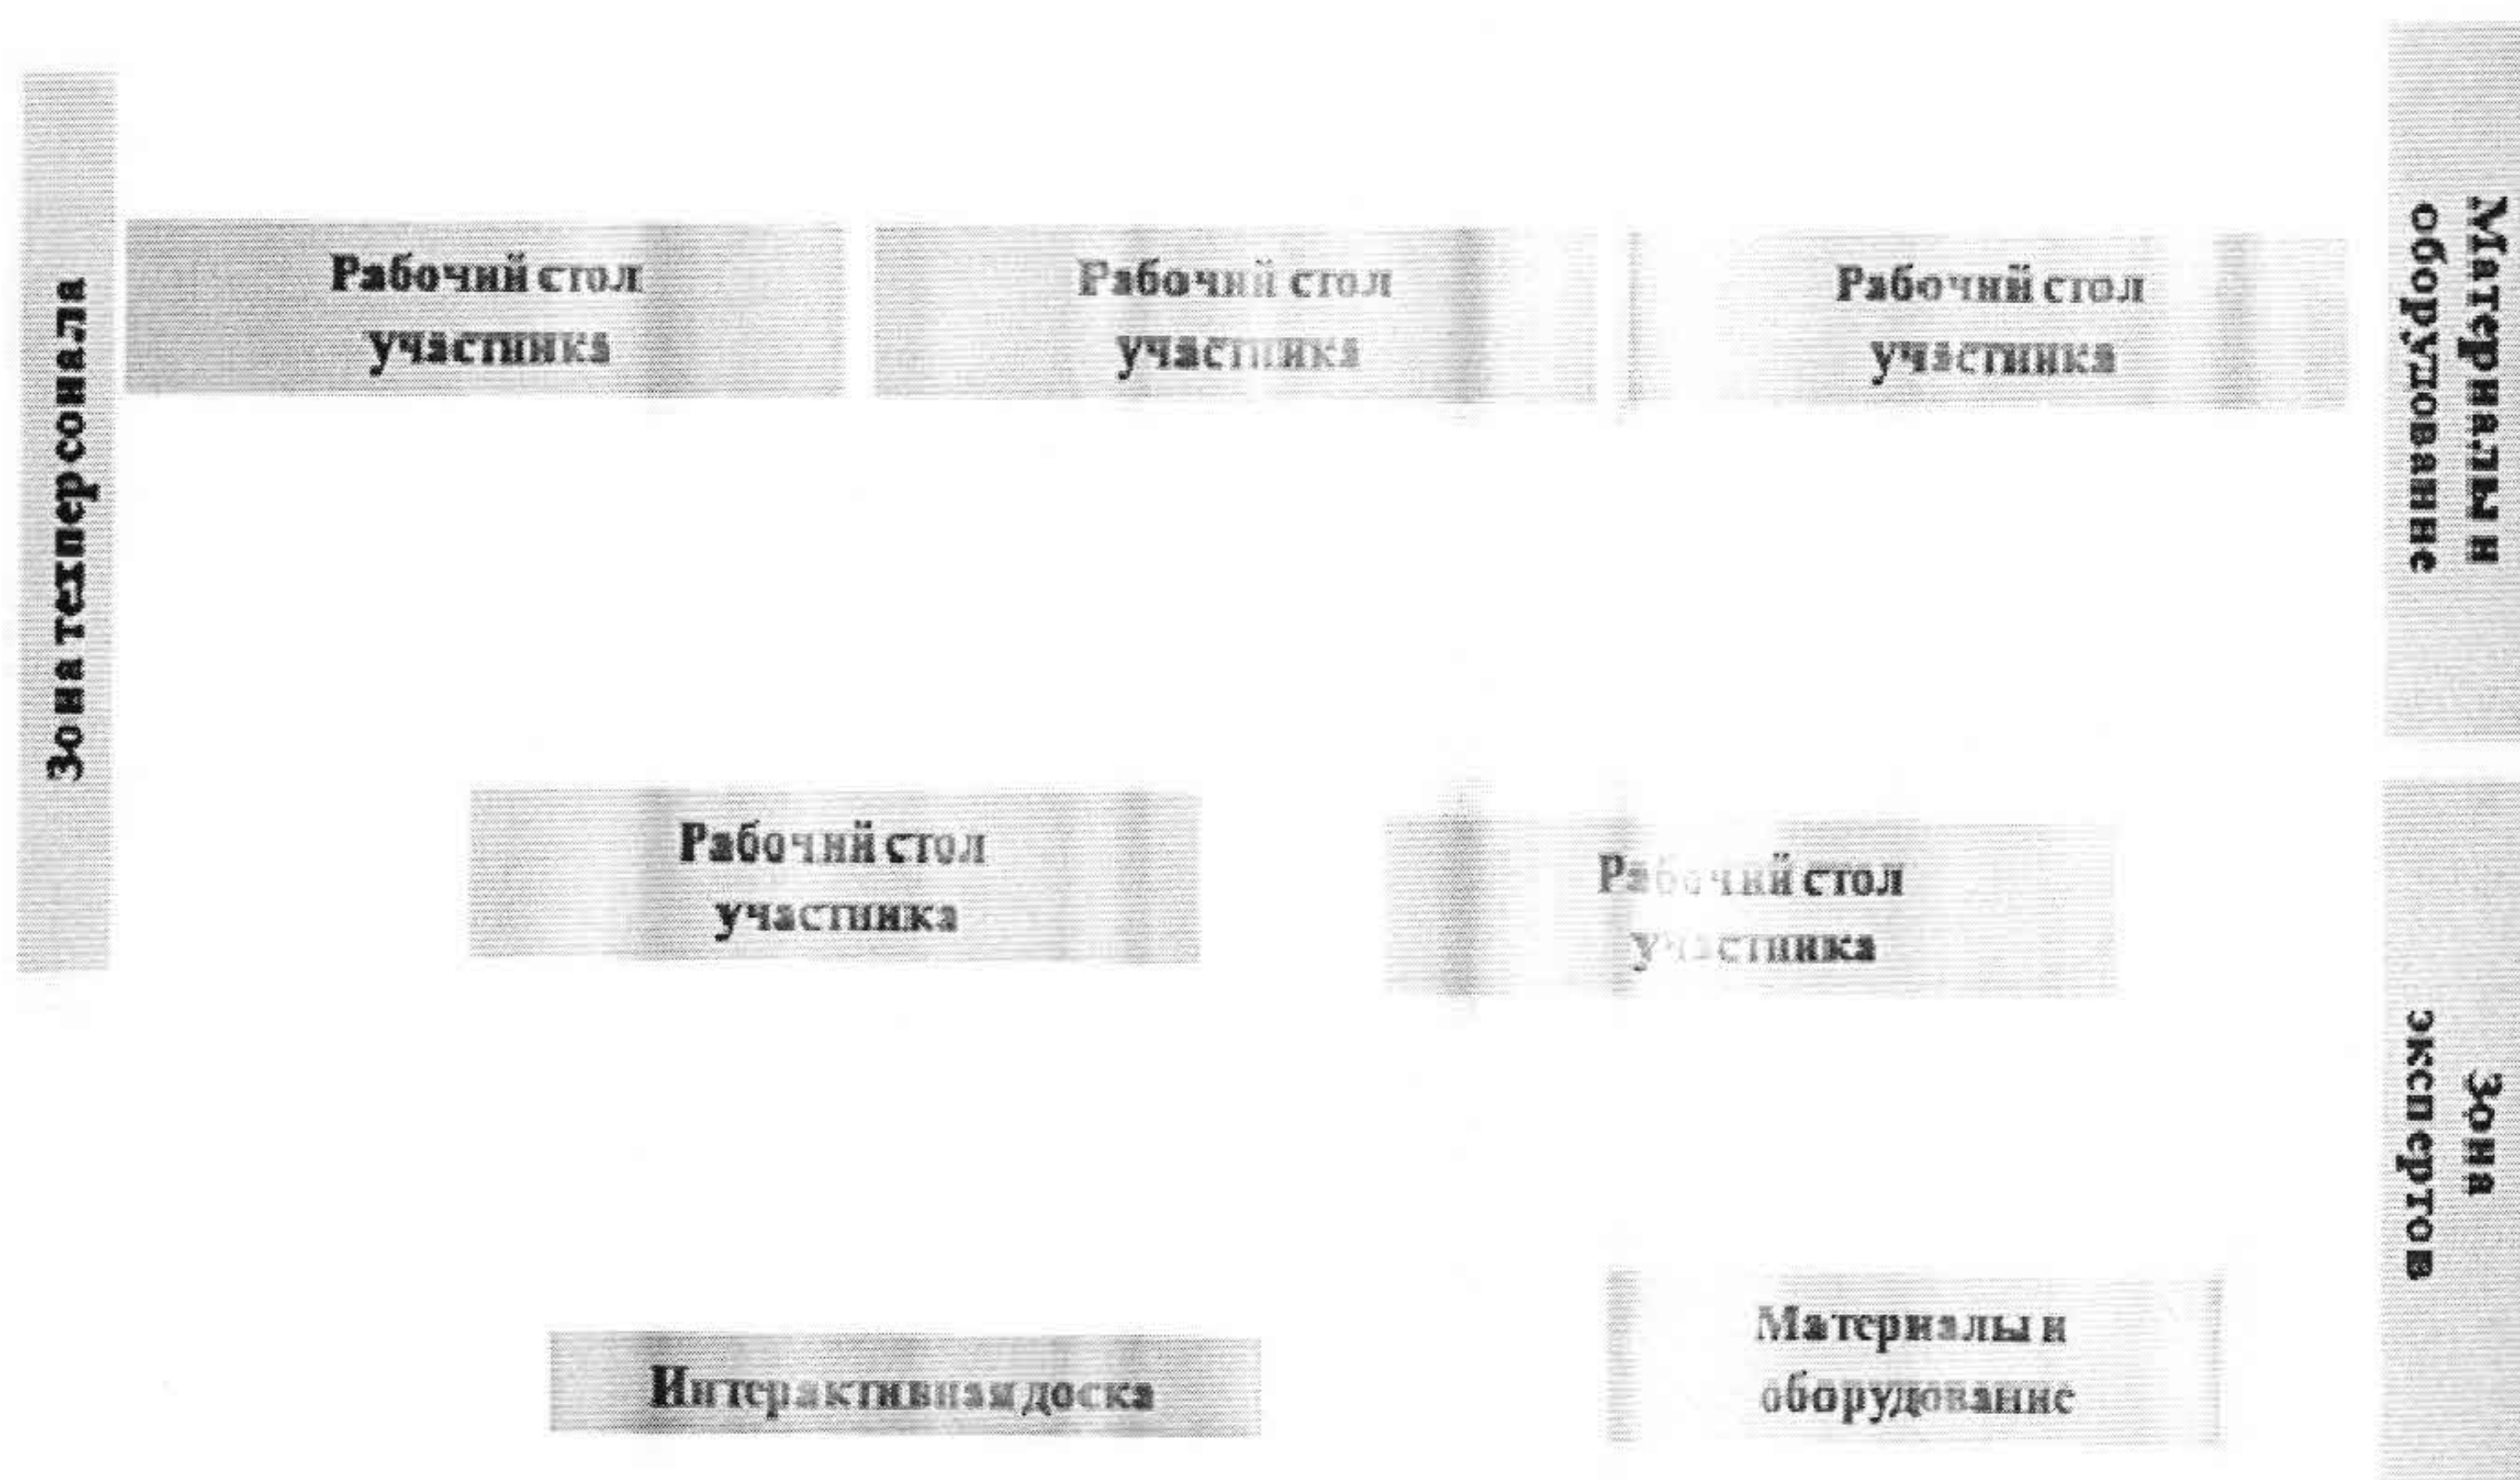 Зона техперсонала
Рабочий стол
участника
Рабочий стол
участника
Рабочий стол
участника
Материалы и
оборудование
Рабочий стол
участника
Рабочий стол
участника
Зона
экспертов
Интерактивная доска
Материалы и
оборудование